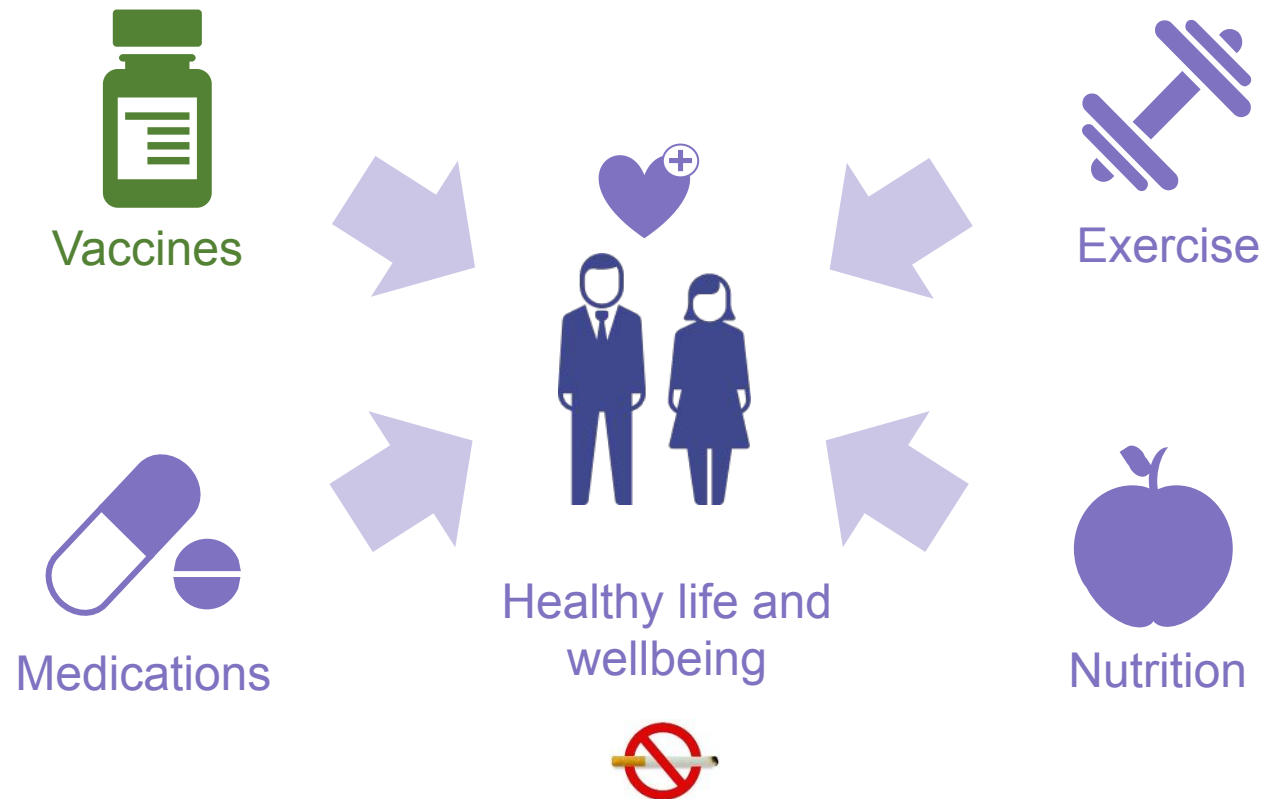 Vaccines
Exercise
Healthy life and
wellbeing
Medications
Nutrition